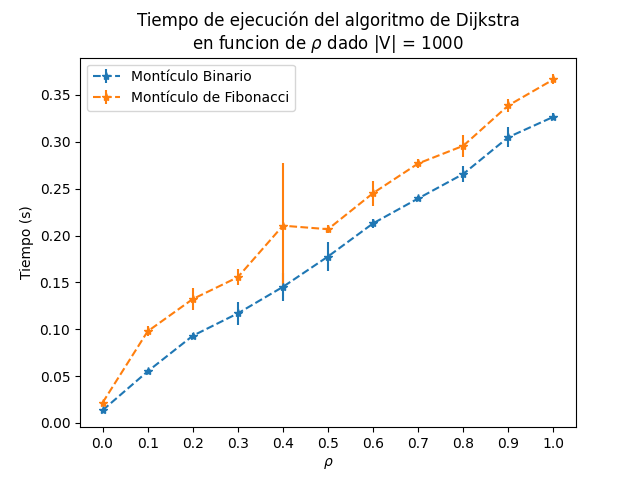 Tiempo de ejecución del algoritmo de Dijkstra
en funcion de ρ dado |V| = 1000
Montículo Binario
Montículo de Fibonacci
Tiempo (s)
0.35
0.30
0.25
0.20
0.15
0.10
0.05
0.00
0.0 0.1 0.2 0.3 0.4 0.5 0.6 0.7 0.8 0.9 1.0
ρ